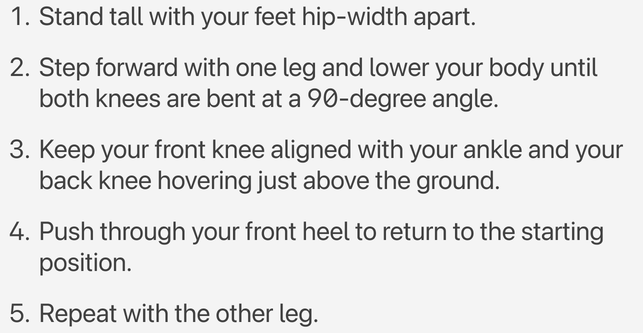 1. Stand tall with your feet hip-width apart.
2. Step forward with one leg and lower your body until
both knees are bent at a 90-degree angle.
3. Keep your front knee aligned with your ankle and your
back knee hovering just above the ground.
4. Push through your front heel to return to the starting
position.
5. Repeat with the other leg.